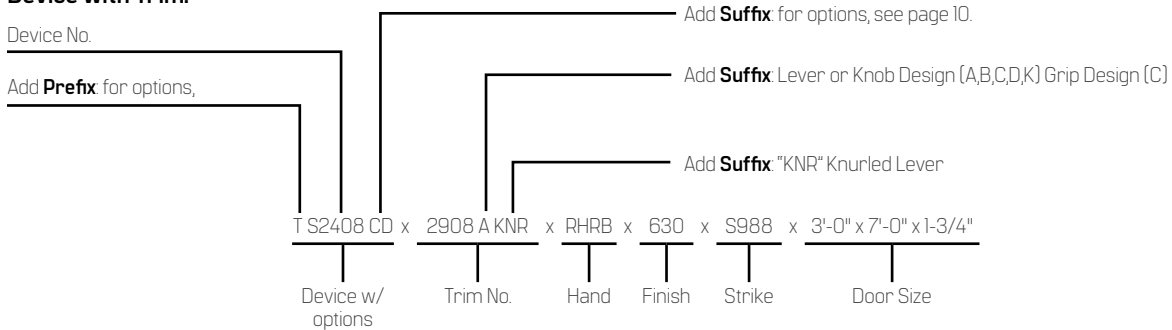 Device with Trim:
Add Suffix: for options, see page 10.
Device No.
Add Suffix: Lever or Knob Design (A,B,C,D,K) Grip Design (C)
Add Prefix: for options,
Add Suffix: "KNR" Knurled Lever
T S2408 CD x 2908 A KNR x RHRB x 630 x S988 x 3'-0" x 7'-0" x 1-3/4"
Device w/ options
Trim No.
Hand
Finish
Strike
Door Size